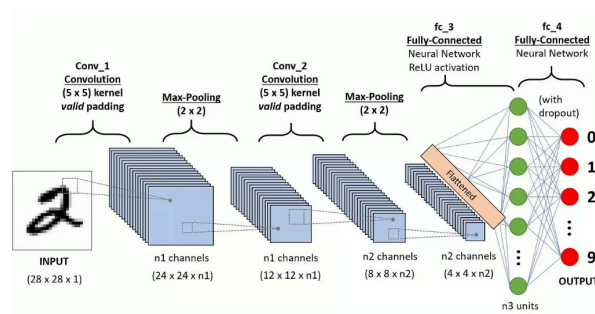 fc_3
Fully-Connected
Neural Network
ReLU activation
fc_4
Fully-Connected
Neural Network
Conv_1
Convolution
(5 x 5) kernel
valid padding
Max-Pooling
(2 x 2)
Conv_2
Convolution
(5 x 5) kernel
valid padding
Max-Pooling
(2 x 2)
(with
dropout)
Flattened
0
1
2
9
2
INPUT
(28 x 28 x 1)
n1 channels
(24 x 24 x n1)
n1 channels
(12 x 12 x n1)
n2 channels
(8 x 8 x n2)
n2 channels
(4 x 4 x n2)
n3 units
OUTPUT